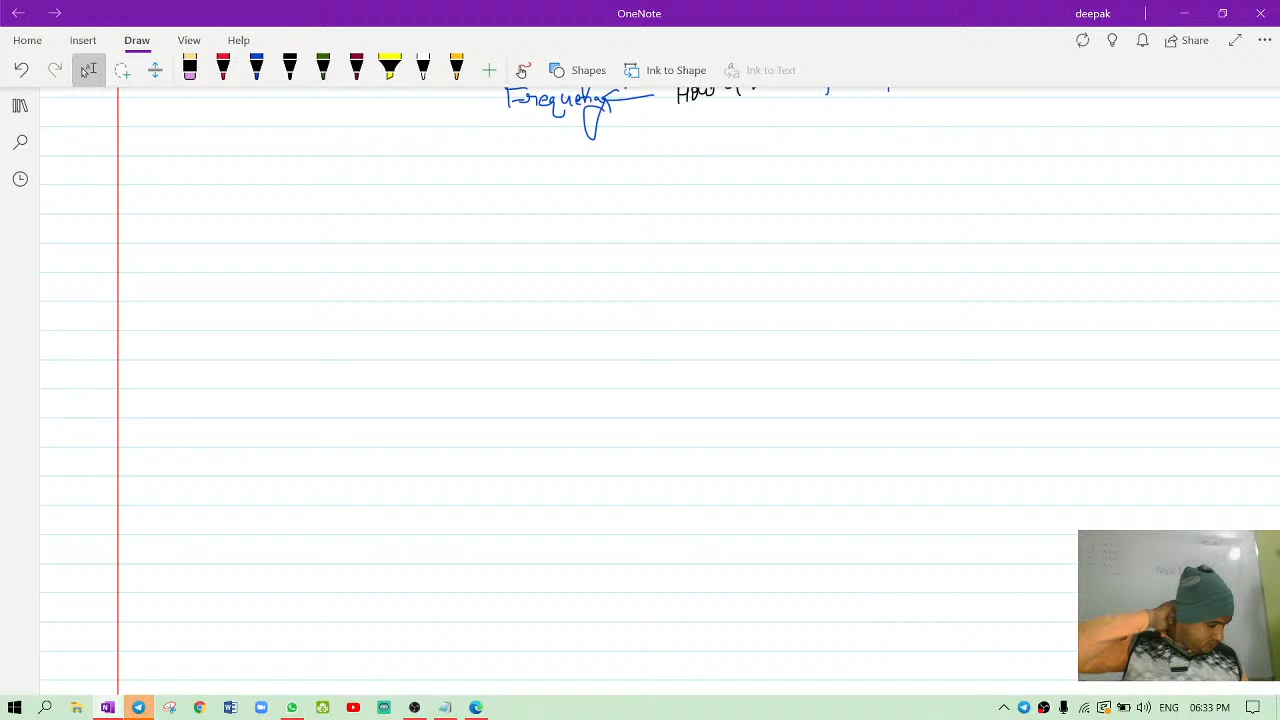 OneNote
deepak
Home Insert Draw View Help
Share
Shapes
Ink to Shape
Ink to Text
Frequency
ENG 06:33 PM